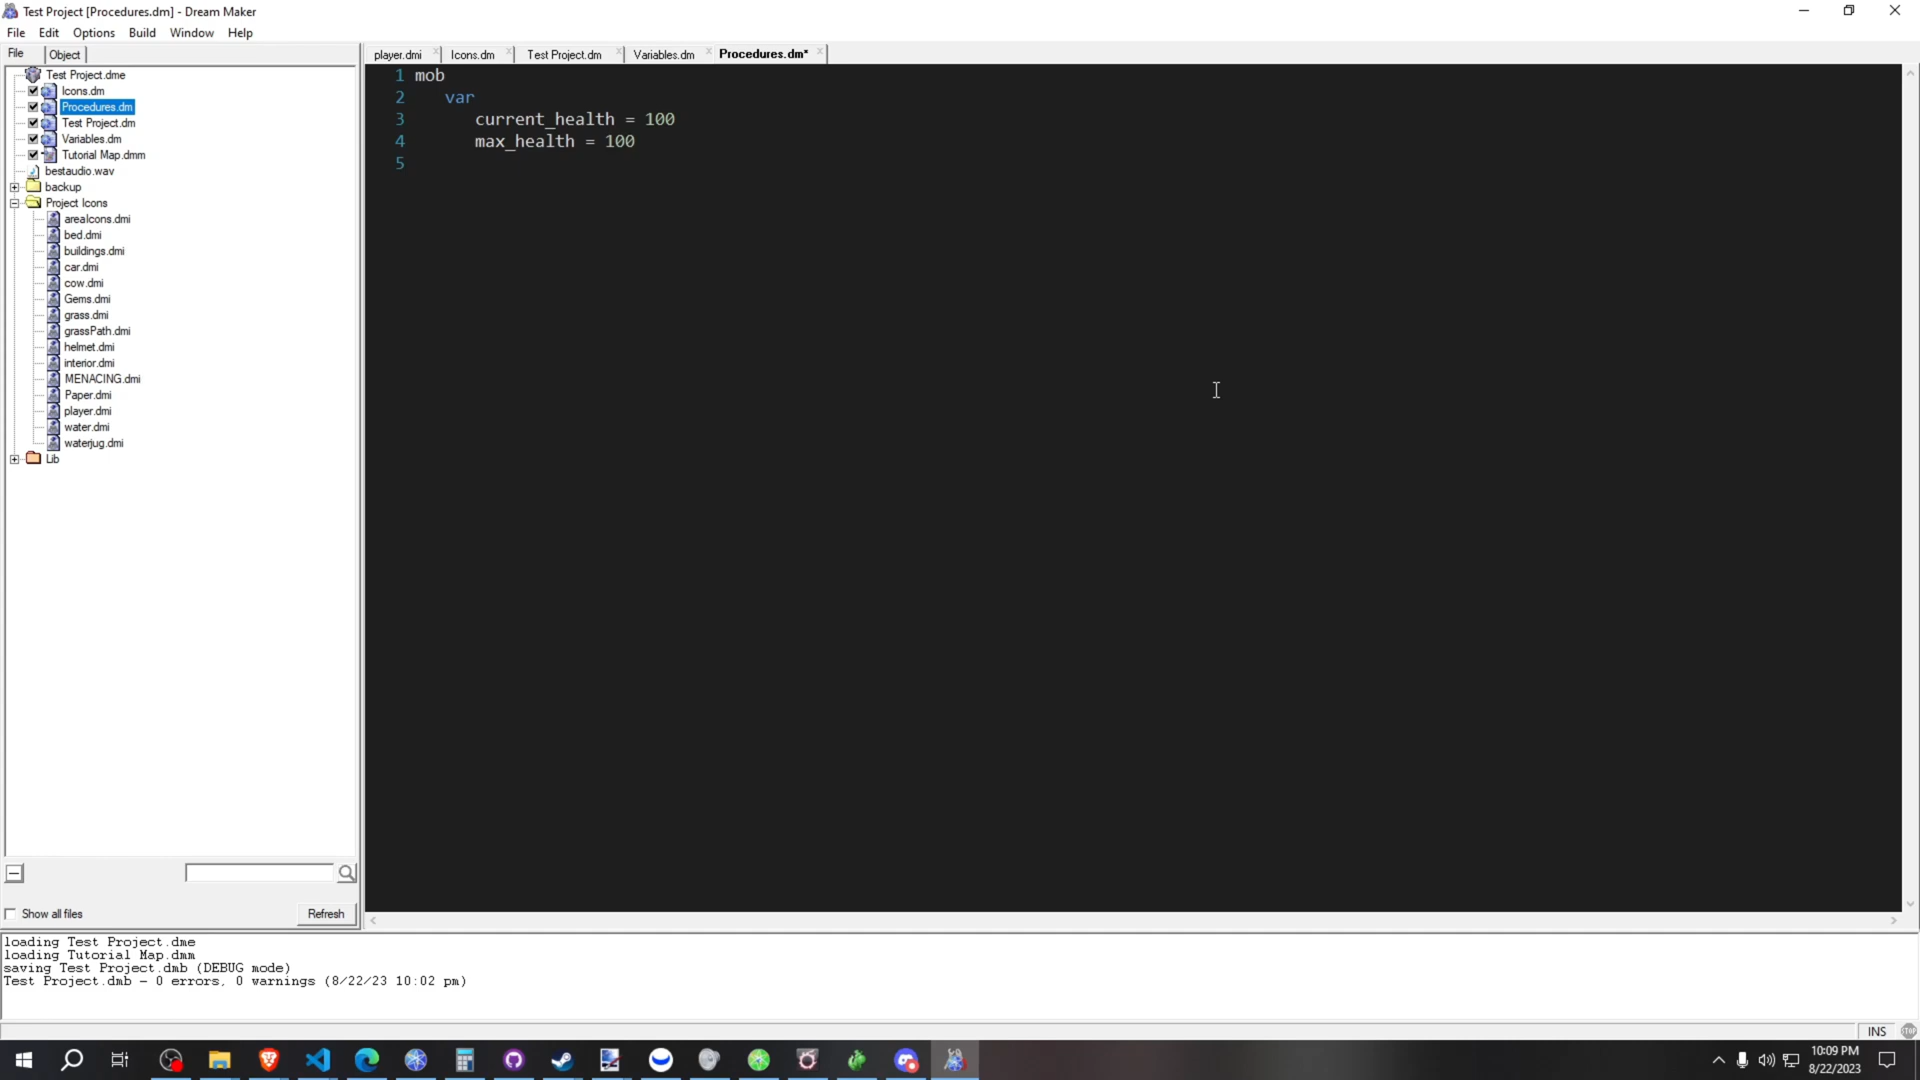 Test Project [Procedures.dm] - Dream Maker
File Edit Options Build Window Help
File Object
player.dmi Icons.dm Test Project.dm Variables.dm Procedures.dm*
Test Project.dme
Icons.dm
Procedures.dm
Test Project.dm
Variables.dm
Tutorial Map.dmm
bestaudio.wav
backup
Project Icons
areaIcons.dmi
bed.dmi
buildings.dmi
car.dmi
cow.dmi
Gems.dmi
grass.dmi
grassPath.dmi
helmet.dmi
interior.dmi
MENACING.dmi
Paper.dmi
player.dmi
water.dmi
waterjug.dmi
Lib
1 mob
2 var
3 current_health = 100
4 max_health = 100
5
Show all files Refresh
loading Test Project.dme
loading Tutorial Map.dmm
saving Test Project.dmb (DEBUG mode)
Test Project.dmb - 0 errors, 0 warnings (8/22/23 10:02 pm)
INS
10:09 PM
8/22/2023